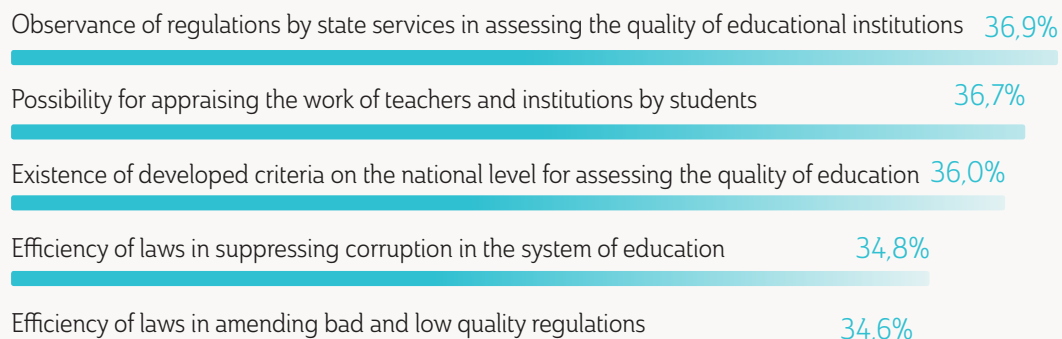 Observance of regulations by state services in assessing the quality of educational institutions 36,9%
Possibility for appraising the work of teachers and institutions by students 36,7%
Existence of developed criteria on the national level for assessing the quality of education 36,0%
Efficiency of laws in suppressing corruption in the system of education 34,8%
Efficiency of laws in amending bad and low quality regulations 34,6%